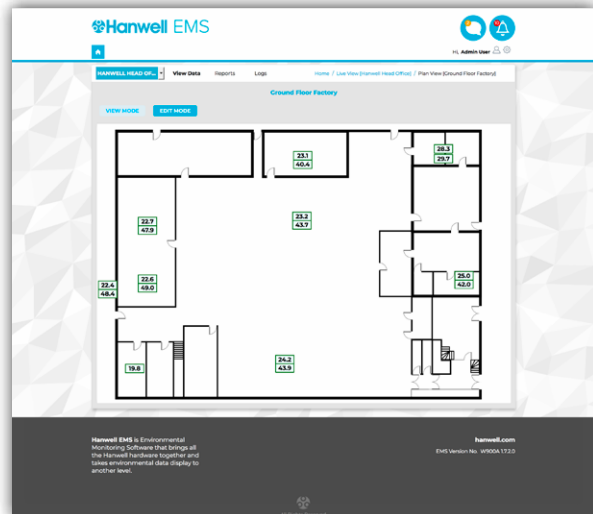 Hanwell EMS
Hi, Admin User
HANWELL HEAD OF... View Data Reports Logs Home / Live View (Hanwell Head Office) / Plan View (Ground Floor Factory)
Ground Floor Factory
VIEW MODE EDIT MODE
23.1
40.4
28.3
29.7
22.7
47.9
23.2
43.7
22.6
49.0
25.0
42.0
22.4
48.4
24.2
43.9
19.8
Hanwell EMS is Environmental
Monitoring Software that brings all
the Hanwell hardware together and
takes environmental data display to
another level.
hanwell.com
EMS Version No. W900A 1.7.2.0